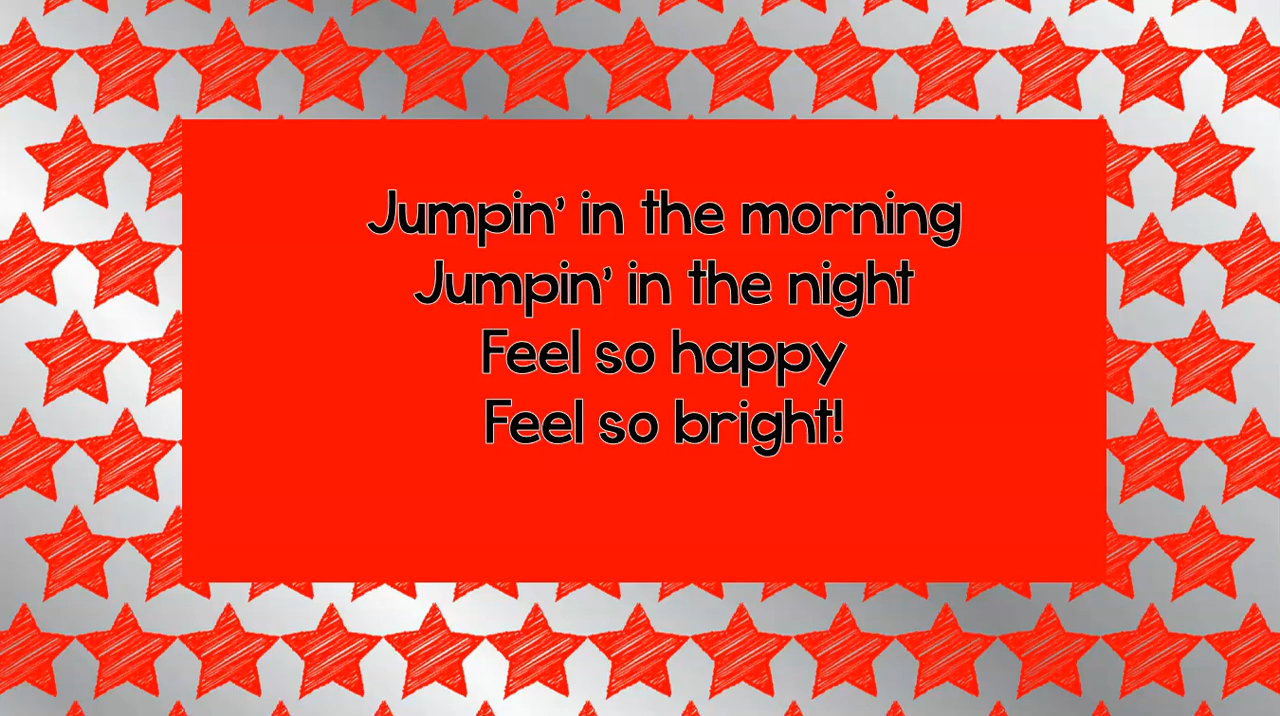 Jumpin’ in the morning
Jumpin’ in the night
Feel so happy
Feel so bright!